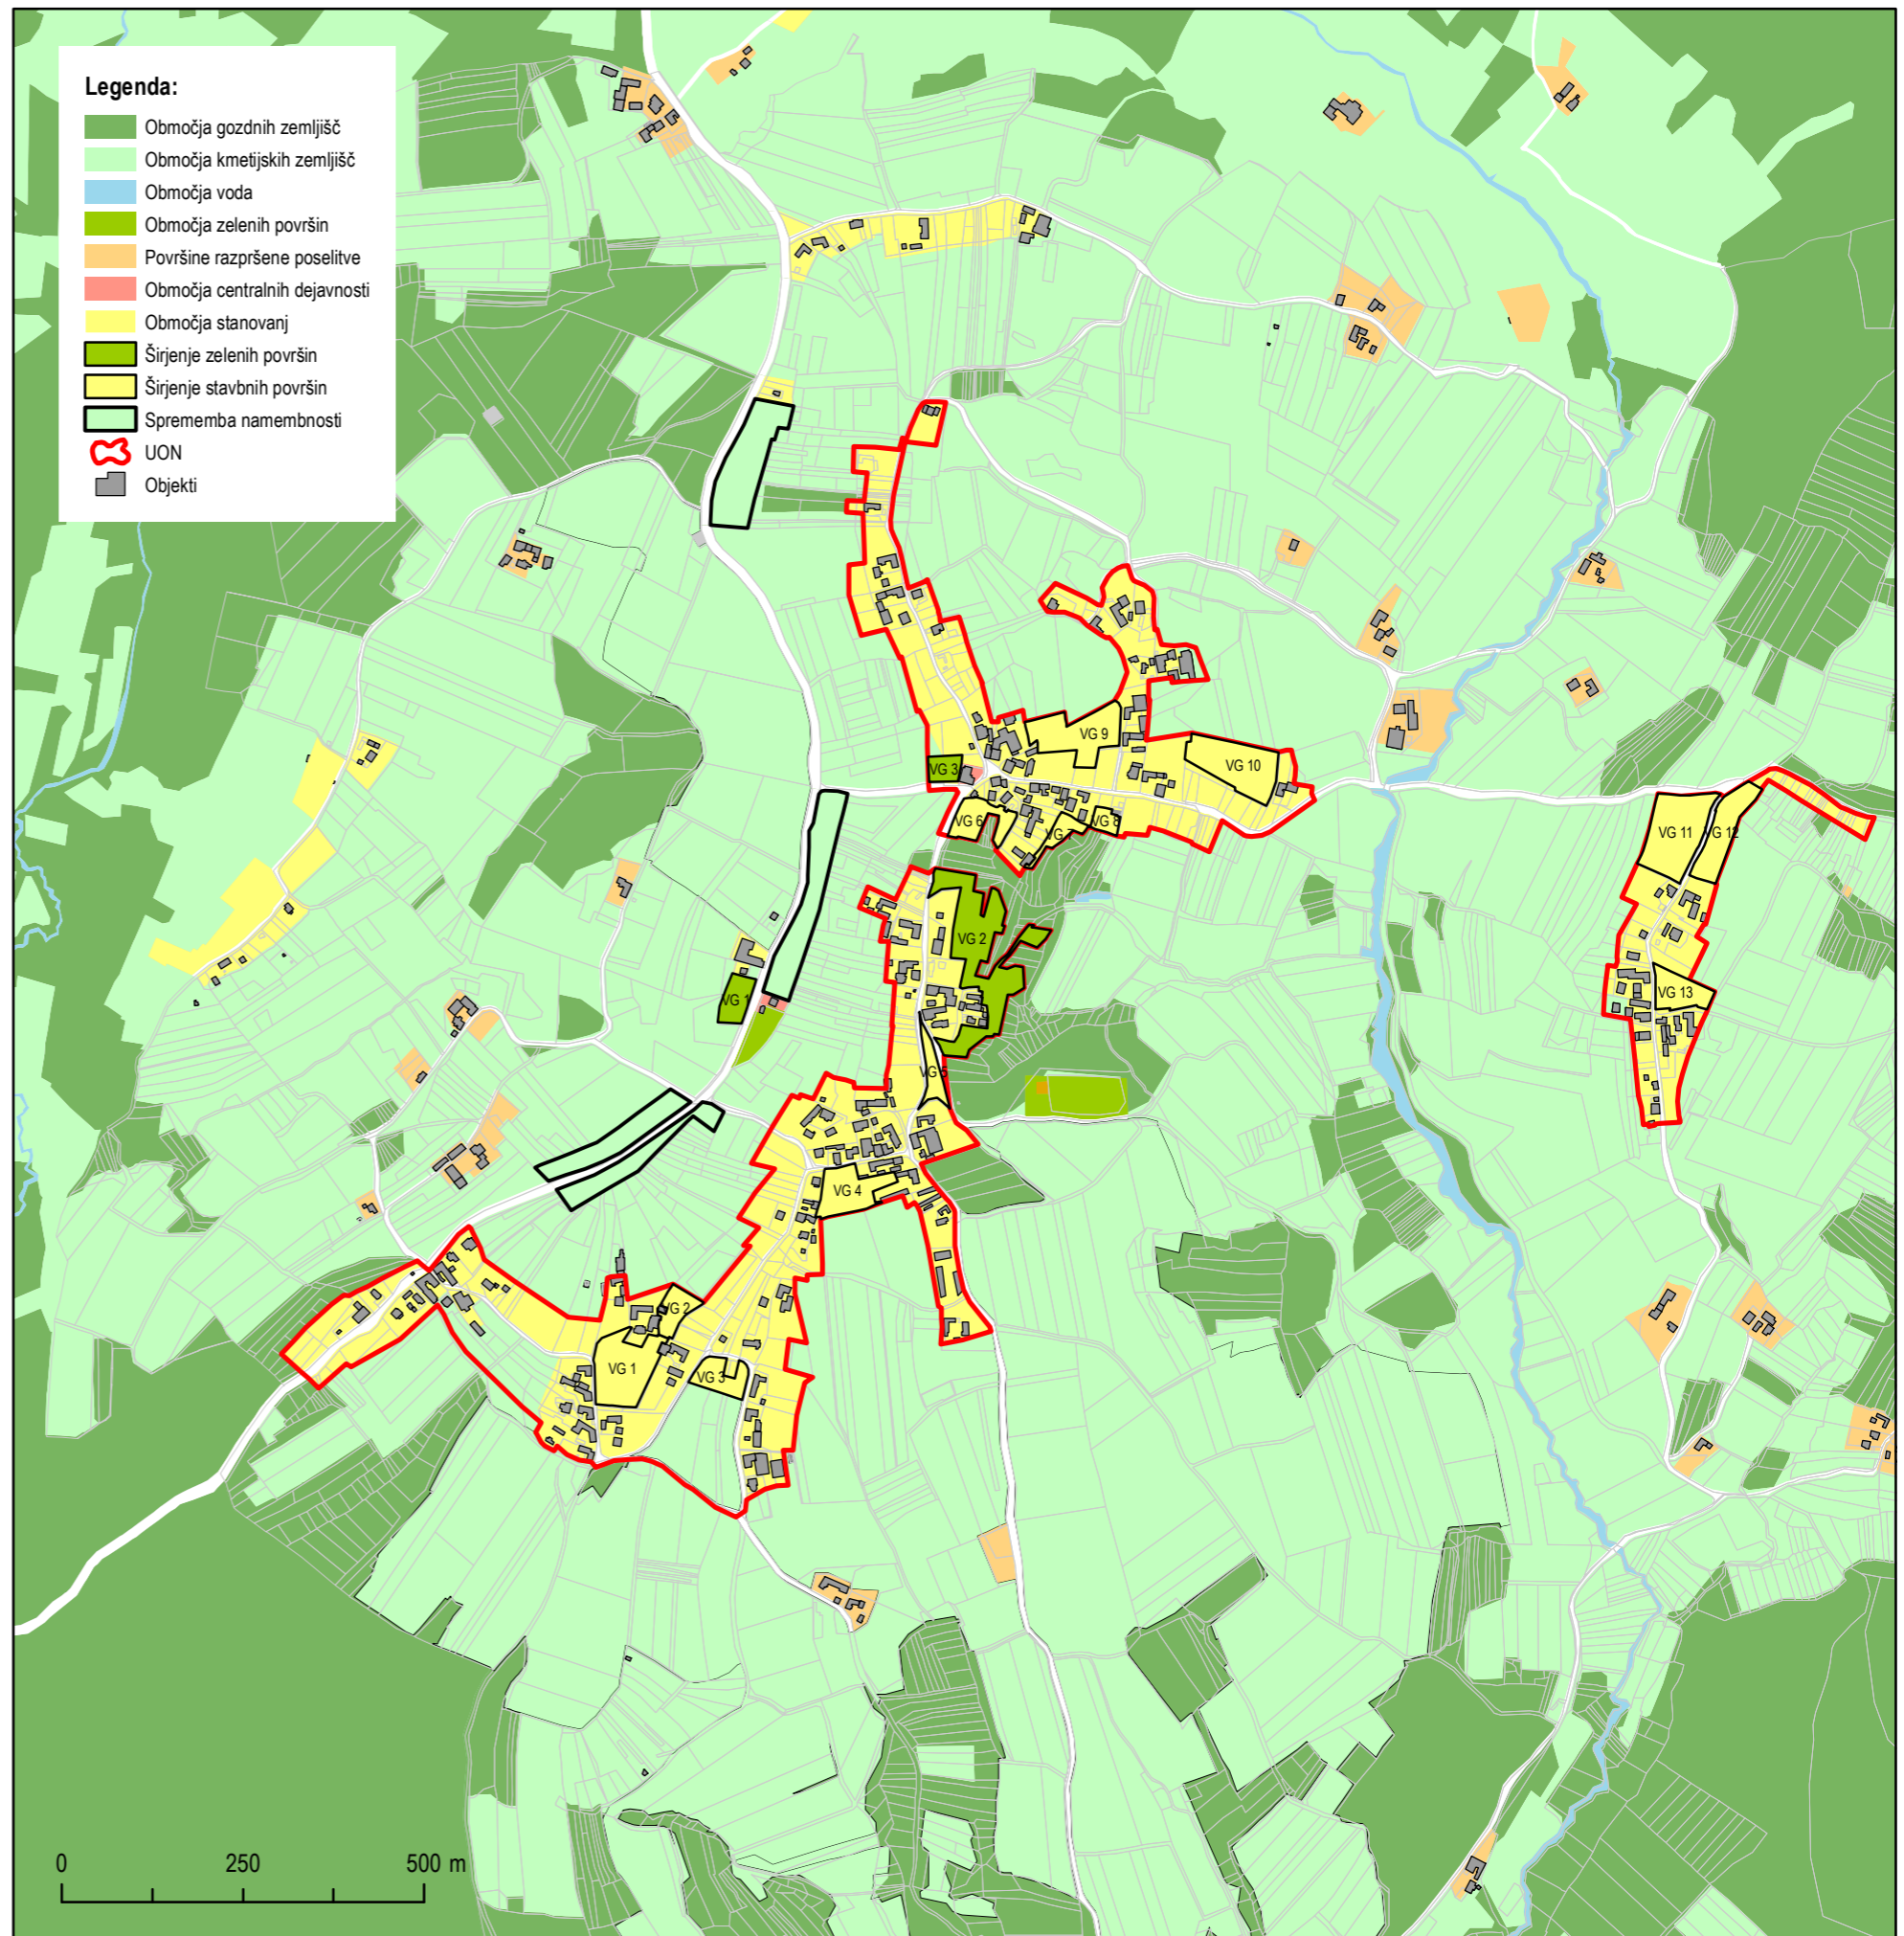 Legenda:
Območja gozdnih zemljišč
Območja kmetijskih zemljišč
Območja voda
Območja zelenih površin
Površine razpršene poselitve
Območja centralnih dejavnosti
Območja stanovanj
Širjenje zelenih površin
Širjenje stavbnih površin
Sprememba namembnosti
UON
Objekti
VG 9
VG 3
VG 10
VG 6
VG 7
VG 8
VG 11
VG 12
VG 2
VG 1
VG 13
VG 5
VG 4
VG 2
VG 1
VG 3
0 250 500 m